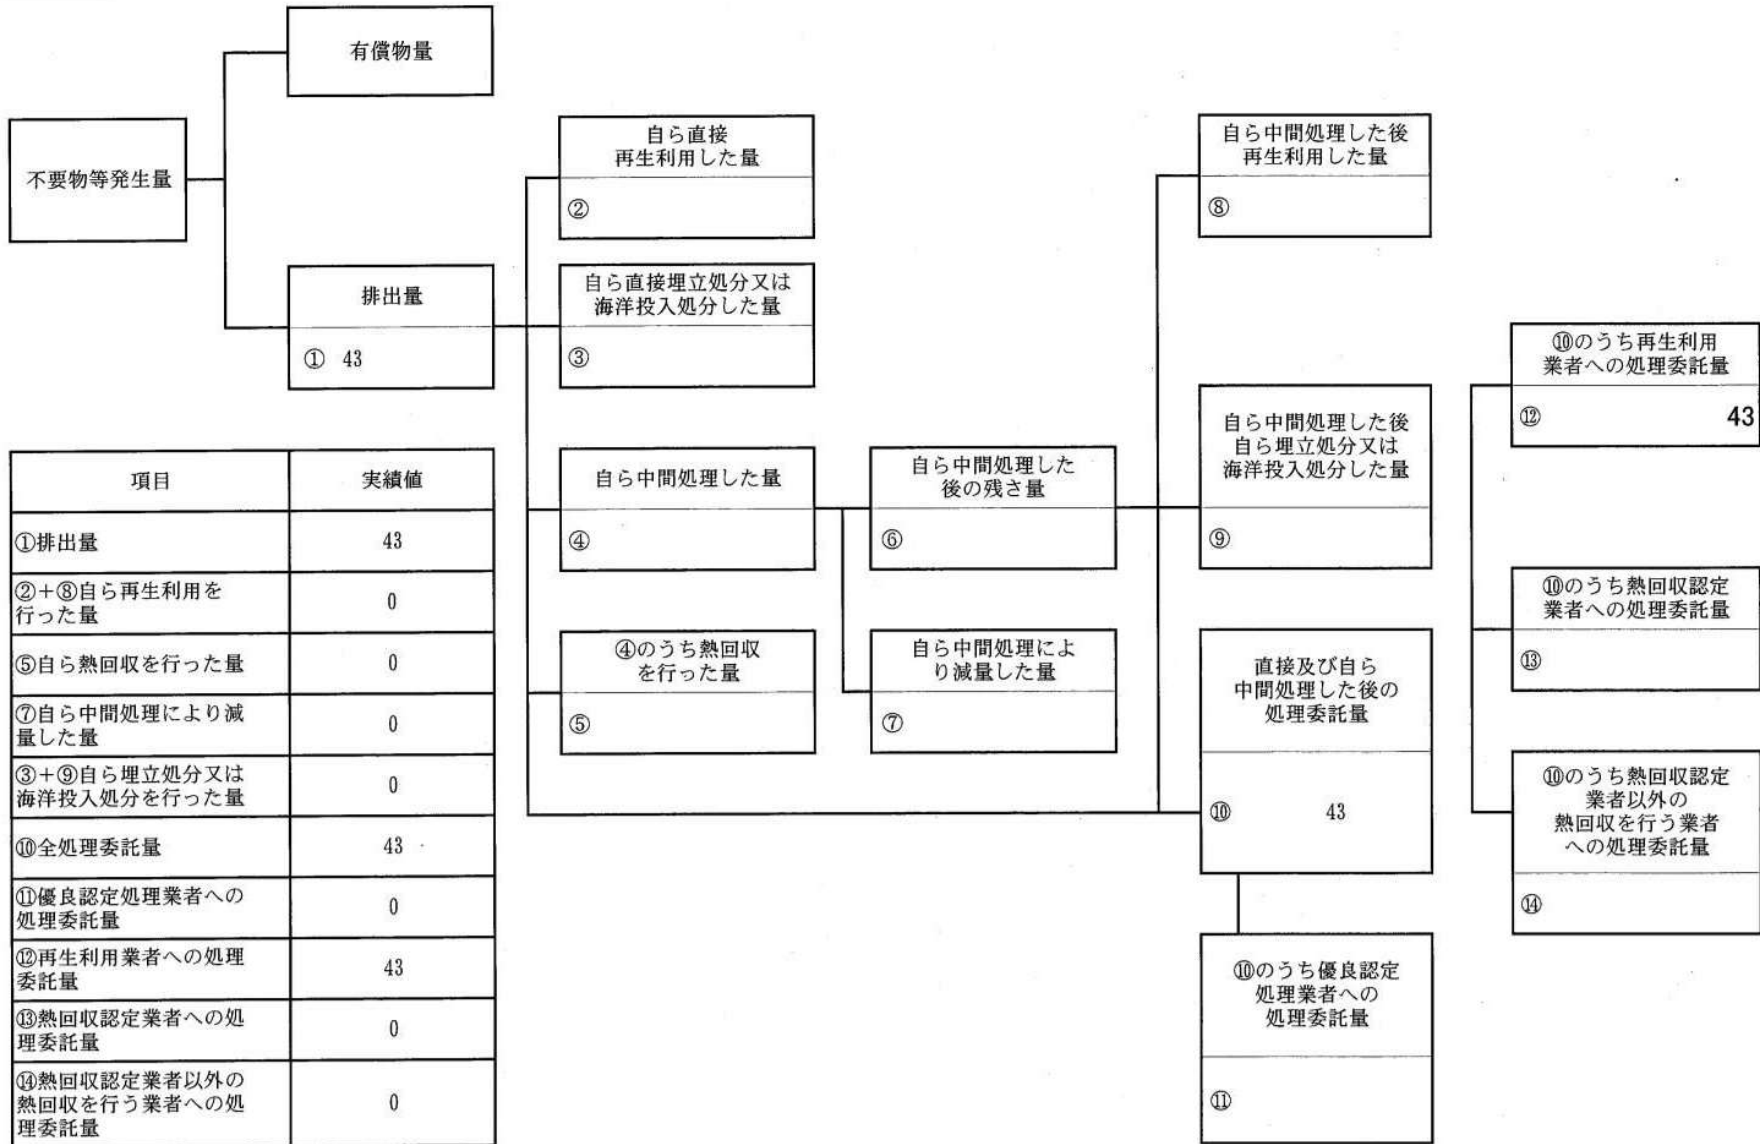 有償物量
不要物等発生量
排出量
① 43
自ら直接
再生利用した量
②
自ら直接埋立処分又は
海洋投入処分した量
③
自ら中間処理した量
④
④のうち熱回収
を行った量
⑤
自ら中間処理した
後の残さ量
⑥
自ら中間処理によ
り減量した量
⑦
自ら中間処理した後
再生利用した量
⑧
自ら中間処理した後
自ら埋立処分又は
海洋投入処分した量
⑨
直接及び自ら
中間処理した後の
処理委託量
⑩ 43
⑩のうち優良認定
処理業者への
処理委託量
⑪
⑩のうち再生利用
業者への処理委託量
⑫ 43
⑩のうち熱回収認定
業者への処理委託量
⑬
⑩のうち熱回収認定
業者以外の
熱回収を行う業者
への処理委託量
⑭
項目 実績値
①排出量 43
②+⑧自ら再生利用を
行った量 0
⑤自ら熱回収を行った量 0
⑦自ら中間処理により減
量した量 0
③+⑨自ら埋立処分又は
海洋投入処分を行った量 0
⑩全処理委託量 43
⑪優良認定処理業者への
処理委託量 0
⑫再生利用業者への処理
委託量 43
⑬熱回収認定業者への処
理委託量 0
⑭熱回収認定業者以外の
熱回収を行う業者への処
理委託量 0